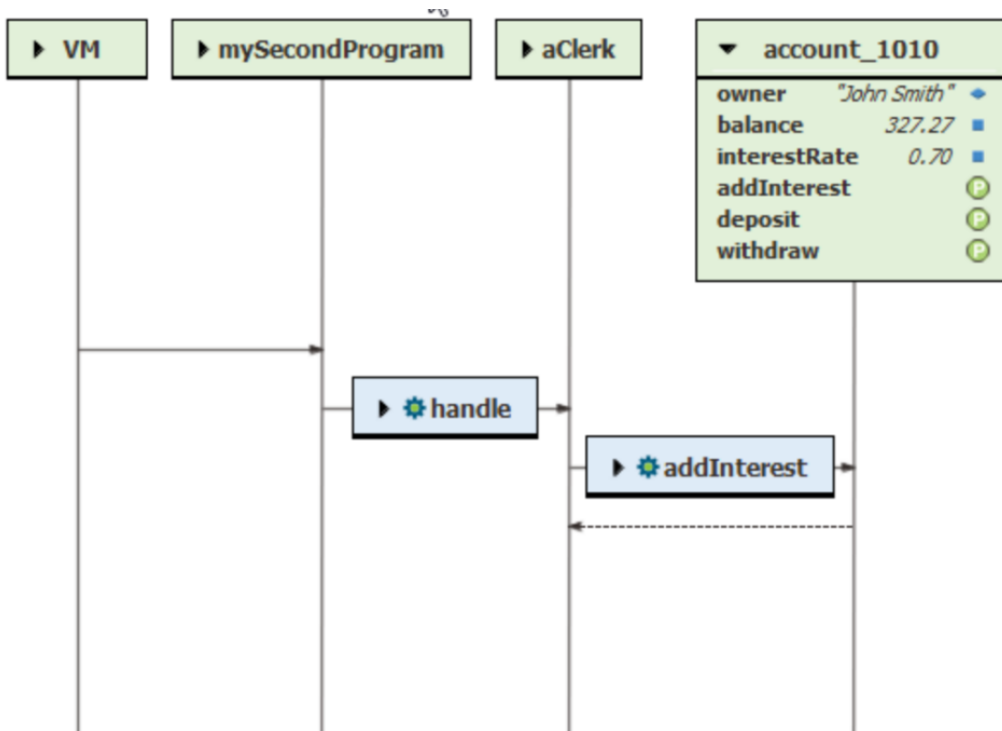 VM
mySecondProgram
aClerk
account_1010
owner "John Smith"
balance 327.27
interestRate 0.70
addInterest P
deposit P
withdraw P
handle
addInterest